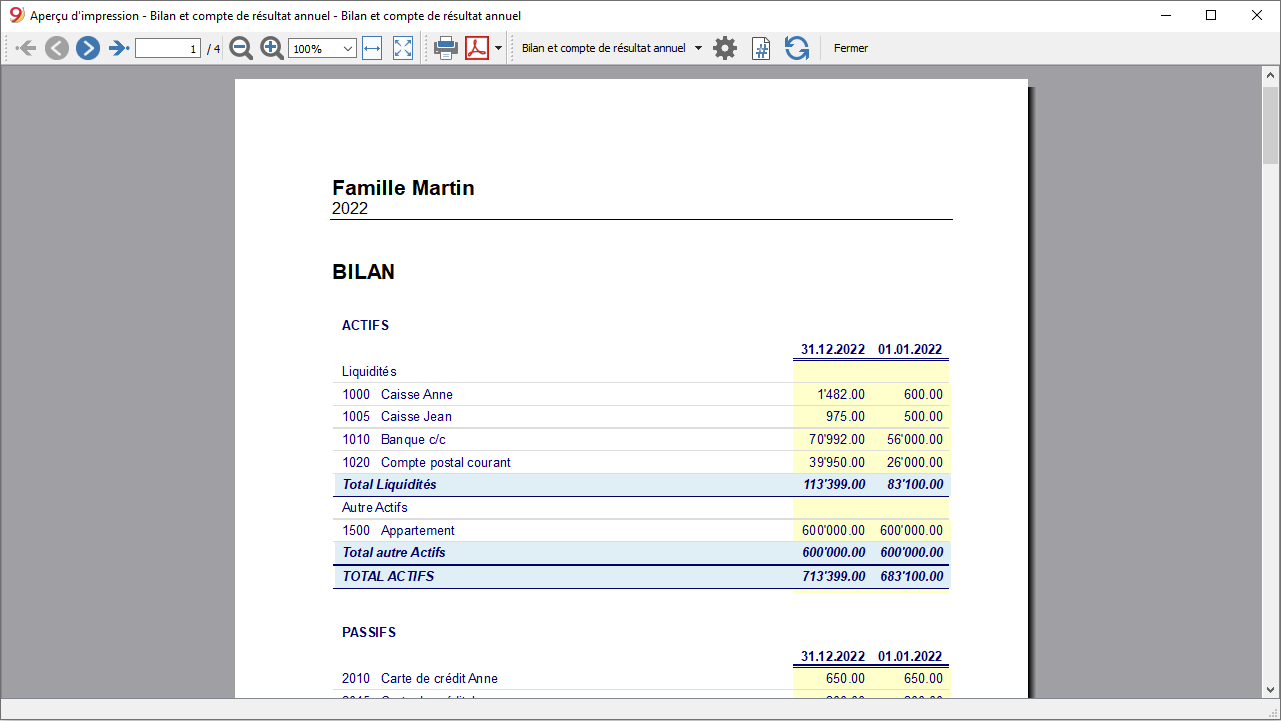 Aperçu d'impression - Bilan et compte de résultat annuel - Bilan et compte de résultat annuel
1 / 4 100% Bilan et compte de résultat annuel # Fermer
Famille Martin
2022
BILAN
ACTIFS
31.12.2022 01.01.2022
Liquidités
1000 Caisse Anne 1'482.00 600.00
1005 Caisse Jean 975.00 500.00
1010 Banque c/c 70'992.00 56'000.00
1020 Compte postal courant 39'950.00 26'000.00
Total Liquidités 113'399.00 83'100.00
Autre Actifs
1500 Appartement 600'000.00 600'000.00
Total autre Actifs 600'000.00 600'000.00
TOTAL ACTIFS 713'399.00 683'100.00
PASSIFS
31.12.2022 01.01.2022
2010 Carte de crédit Anne 650.00 650.00